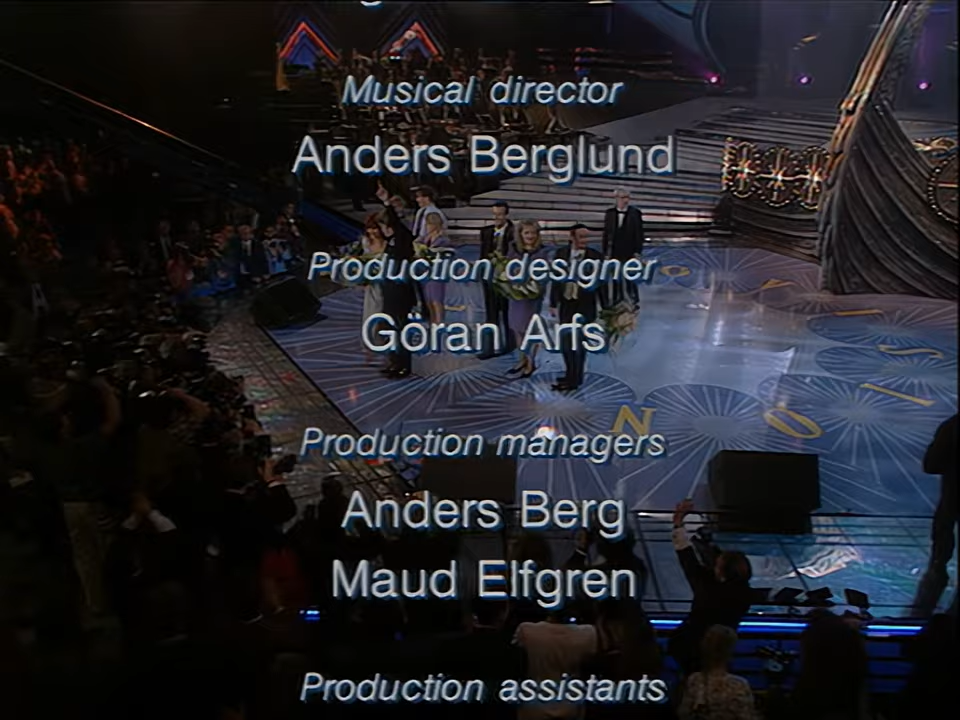 Musical director
Anders Berglund
Production designer
Göran Arfs
Production managers
Anders Berg
Maud Elfgren
Production assistants